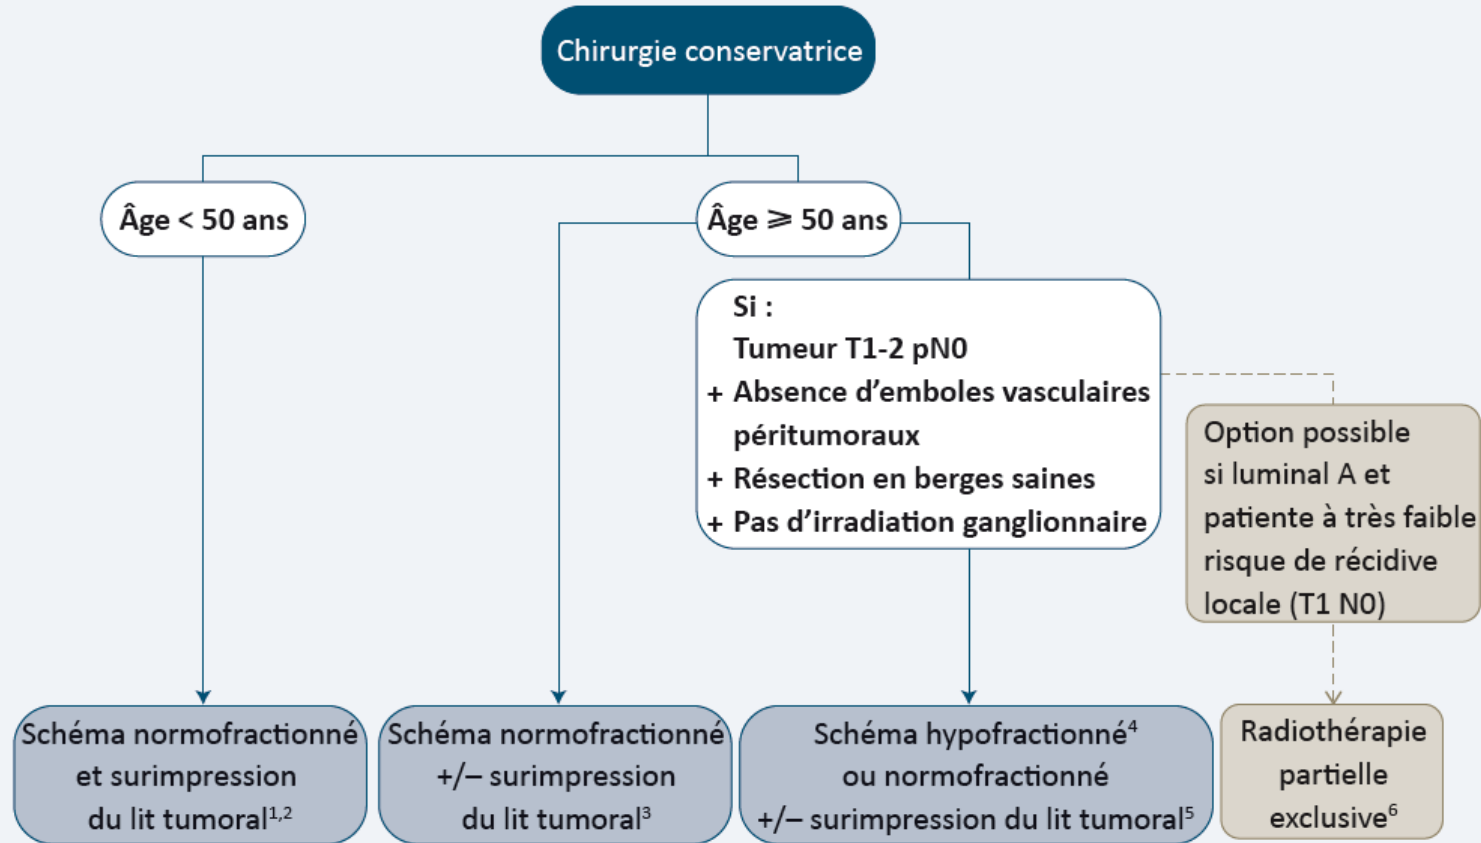 Chirurgie conservatrice
Âge < 50 ans
Âge ⩾ 50 ans
Si :
Tumeur T1-2 pN0
+ Absence d’emboles vasculaires
péritumoraux
+ Résection en berges saines
+ Pas d’irradiation ganglionnaire
Option possible
si luminal A et
patiente à très faible
risque de récidive
locale (T1 N0)
Schéma normofractionné
et surimpression
du lit tumoral¹,²
Schéma normofractionné
+/– surimpression
du lit tumoral³
Schéma hypofractionné⁴
ou normofractionné
+/– surimpression du lit tumoral⁵
Radiothérapie
partielle
exclusive⁶